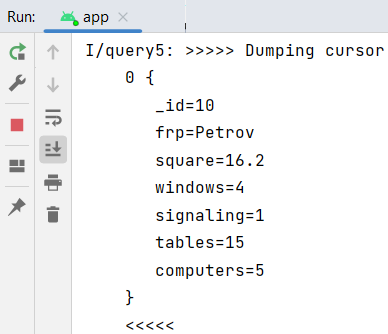 Run: app
I/query5: >>>>> Dumping cursor
0 {
_id=10
frp=Petrov
square=16.2
windows=4
signaling=1
tables=15
computers=5
}
<<<<<